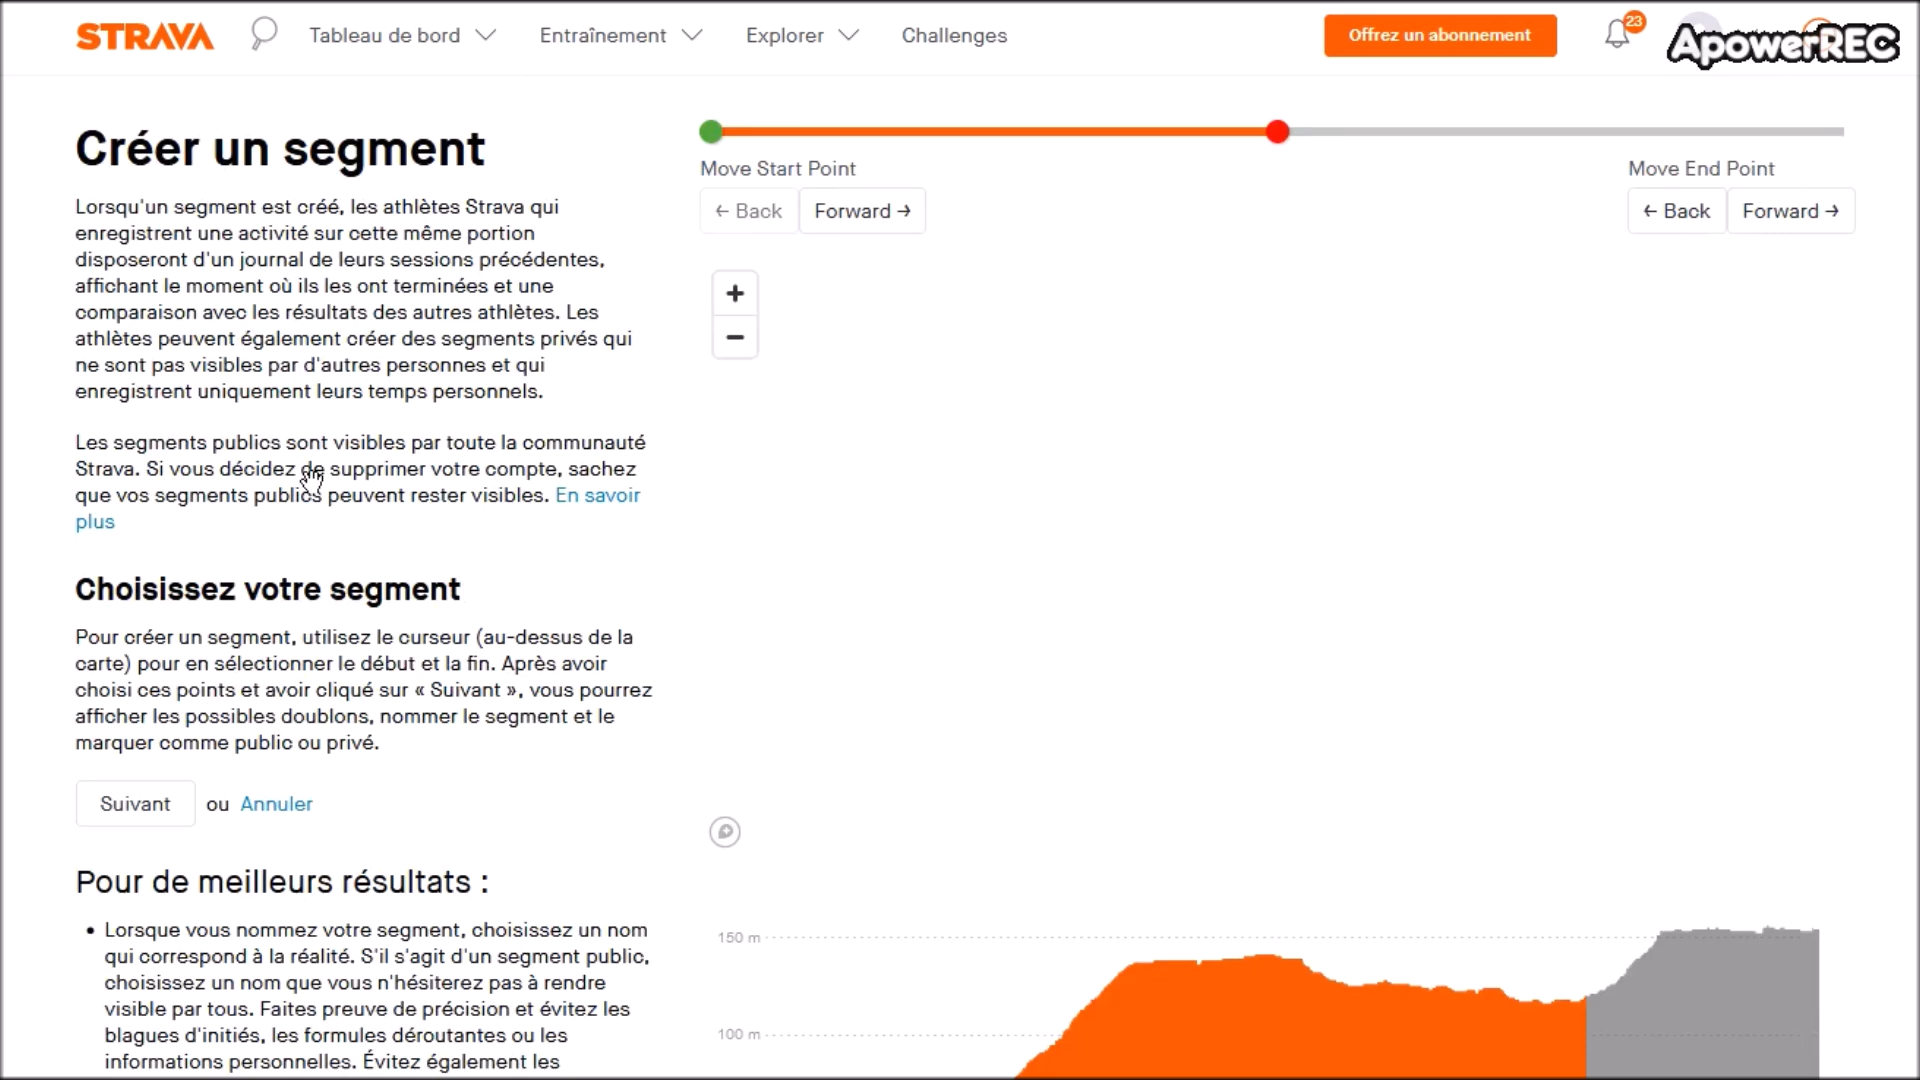 STRAVA
Tableau de bord
Entraînement
Explorer
Challenges
Offrez un abonnement
23
ApowerREC
Créer un segment
Lorsqu'un segment est créé, les athlètes Strava qui
enregistrent une activité sur cette même portion
disposeront d'un journal de leurs sessions précédentes,
affichant le moment où ils les ont terminées et une
comparaison avec les résultats des autres athlètes. Les
athlètes peuvent également créer des segments privés qui
ne sont pas visibles par d'autres personnes et qui
enregistrent uniquement leurs temps personnels.
Les segments publics sont visibles par toute la communauté
Strava. Si vous décidez de supprimer votre compte, sachez
que vos segments publics peuvent rester visibles. En savoir
plus
Choisissez votre segment
Pour créer un segment, utilisez le curseur (au-dessus de la
carte) pour en sélectionner le début et la fin. Après avoir
choisi ces points et avoir cliqué sur « Suivant », vous pourrez
afficher les possibles doublons, nommer le segment et le
marquer comme public ou privé.
Suivant ou Annuler
Pour de meilleurs résultats :
• Lorsque vous nommez votre segment, choisissez un nom
qui correspond à la réalité. S'il s'agit d'un segment public,
choisissez un nom que vous n'hésiterez pas à rendre
visible par tous. Faites preuve de précision et évitez les
blagues d'initiés, les formules déroutantes ou les
informations personnelles. Évitez également les
Move Start Point
← Back Forward →
Move End Point
← Back Forward →
+
−
150 m
100 m